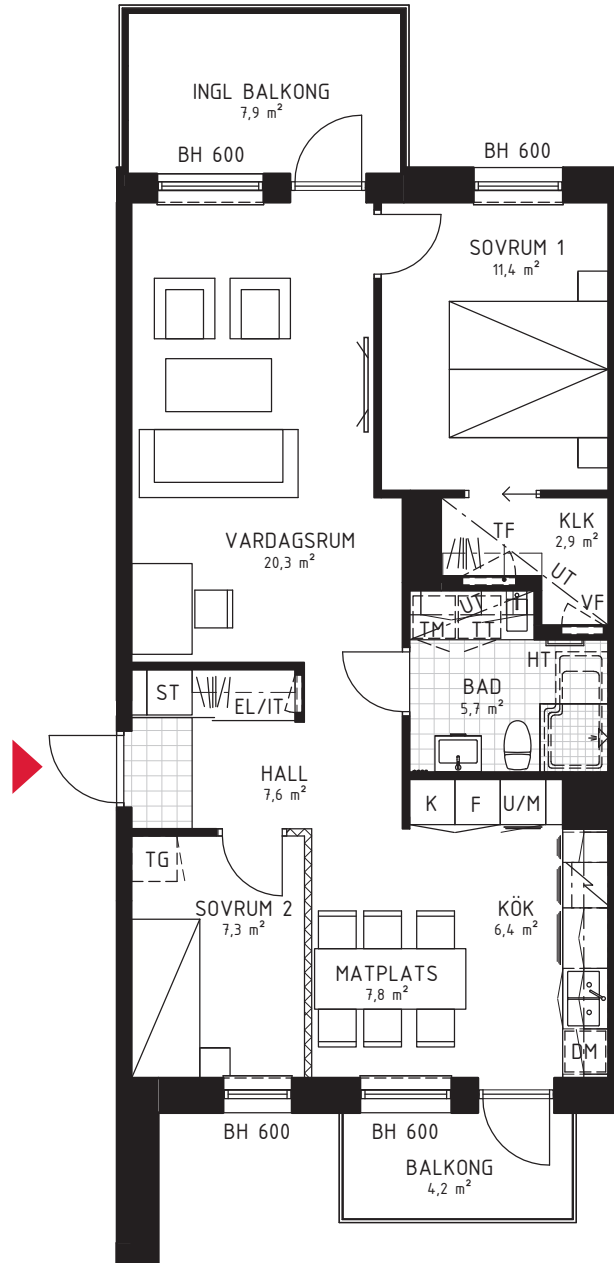 INGL BALKONG
7,9 m²
BH 600
BH 600
SOVRUM 1
11,4 m²
VARDAGSRUM
20,3 m²
TF
KLK
2,9 m²
UT
VF
UT
TM
TT
HT
BAD
5,7 m²
ST
EL/IT
HALL
7,6 m²
K
F
U/M
TG
SOVRUM 2
7,3 m²
KÖK
6,4 m²
MATPLATS
7,8 m²
DM
BH 600
BH 600
BALKONG
4,2 m²